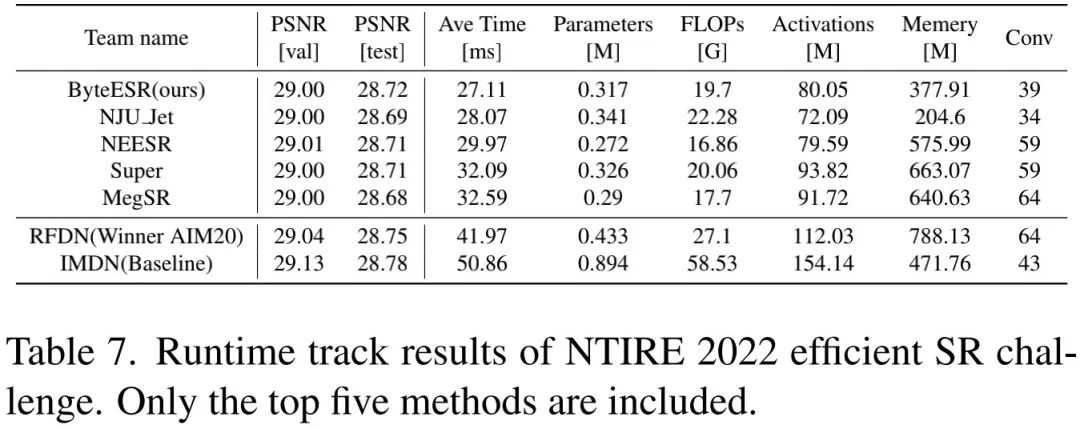 Team name PSNR [val] PSNR [test] Ave Time [ms] Parameters [M] FLOPs [G] Activations [M] Memery [M] Conv
ByteESR(ours) 29.00 28.72 27.11 0.317 19.7 80.05 377.91 39
NJU_Jet 29.00 28.69 28.07 0.341 22.28 72.09 204.6 34
NEESR 29.01 28.71 29.97 0.272 16.86 79.59 575.99 59
Super 29.00 28.71 32.09 0.326 20.06 93.82 663.07 59
MegSR 29.00 28.68 32.59 0.29 17.7 91.72 640.63 64
RFDN(Winner AIM20) 29.04 28.75 41.97 0.433 27.1 112.03 788.13 64
IMDN(Baseline) 29.13 28.78 50.86 0.894 58.53 154.14 471.76 43
Table 7. Runtime track results of NTIRE 2022 efficient SR chal-
lenge. Only the top five methods are included.